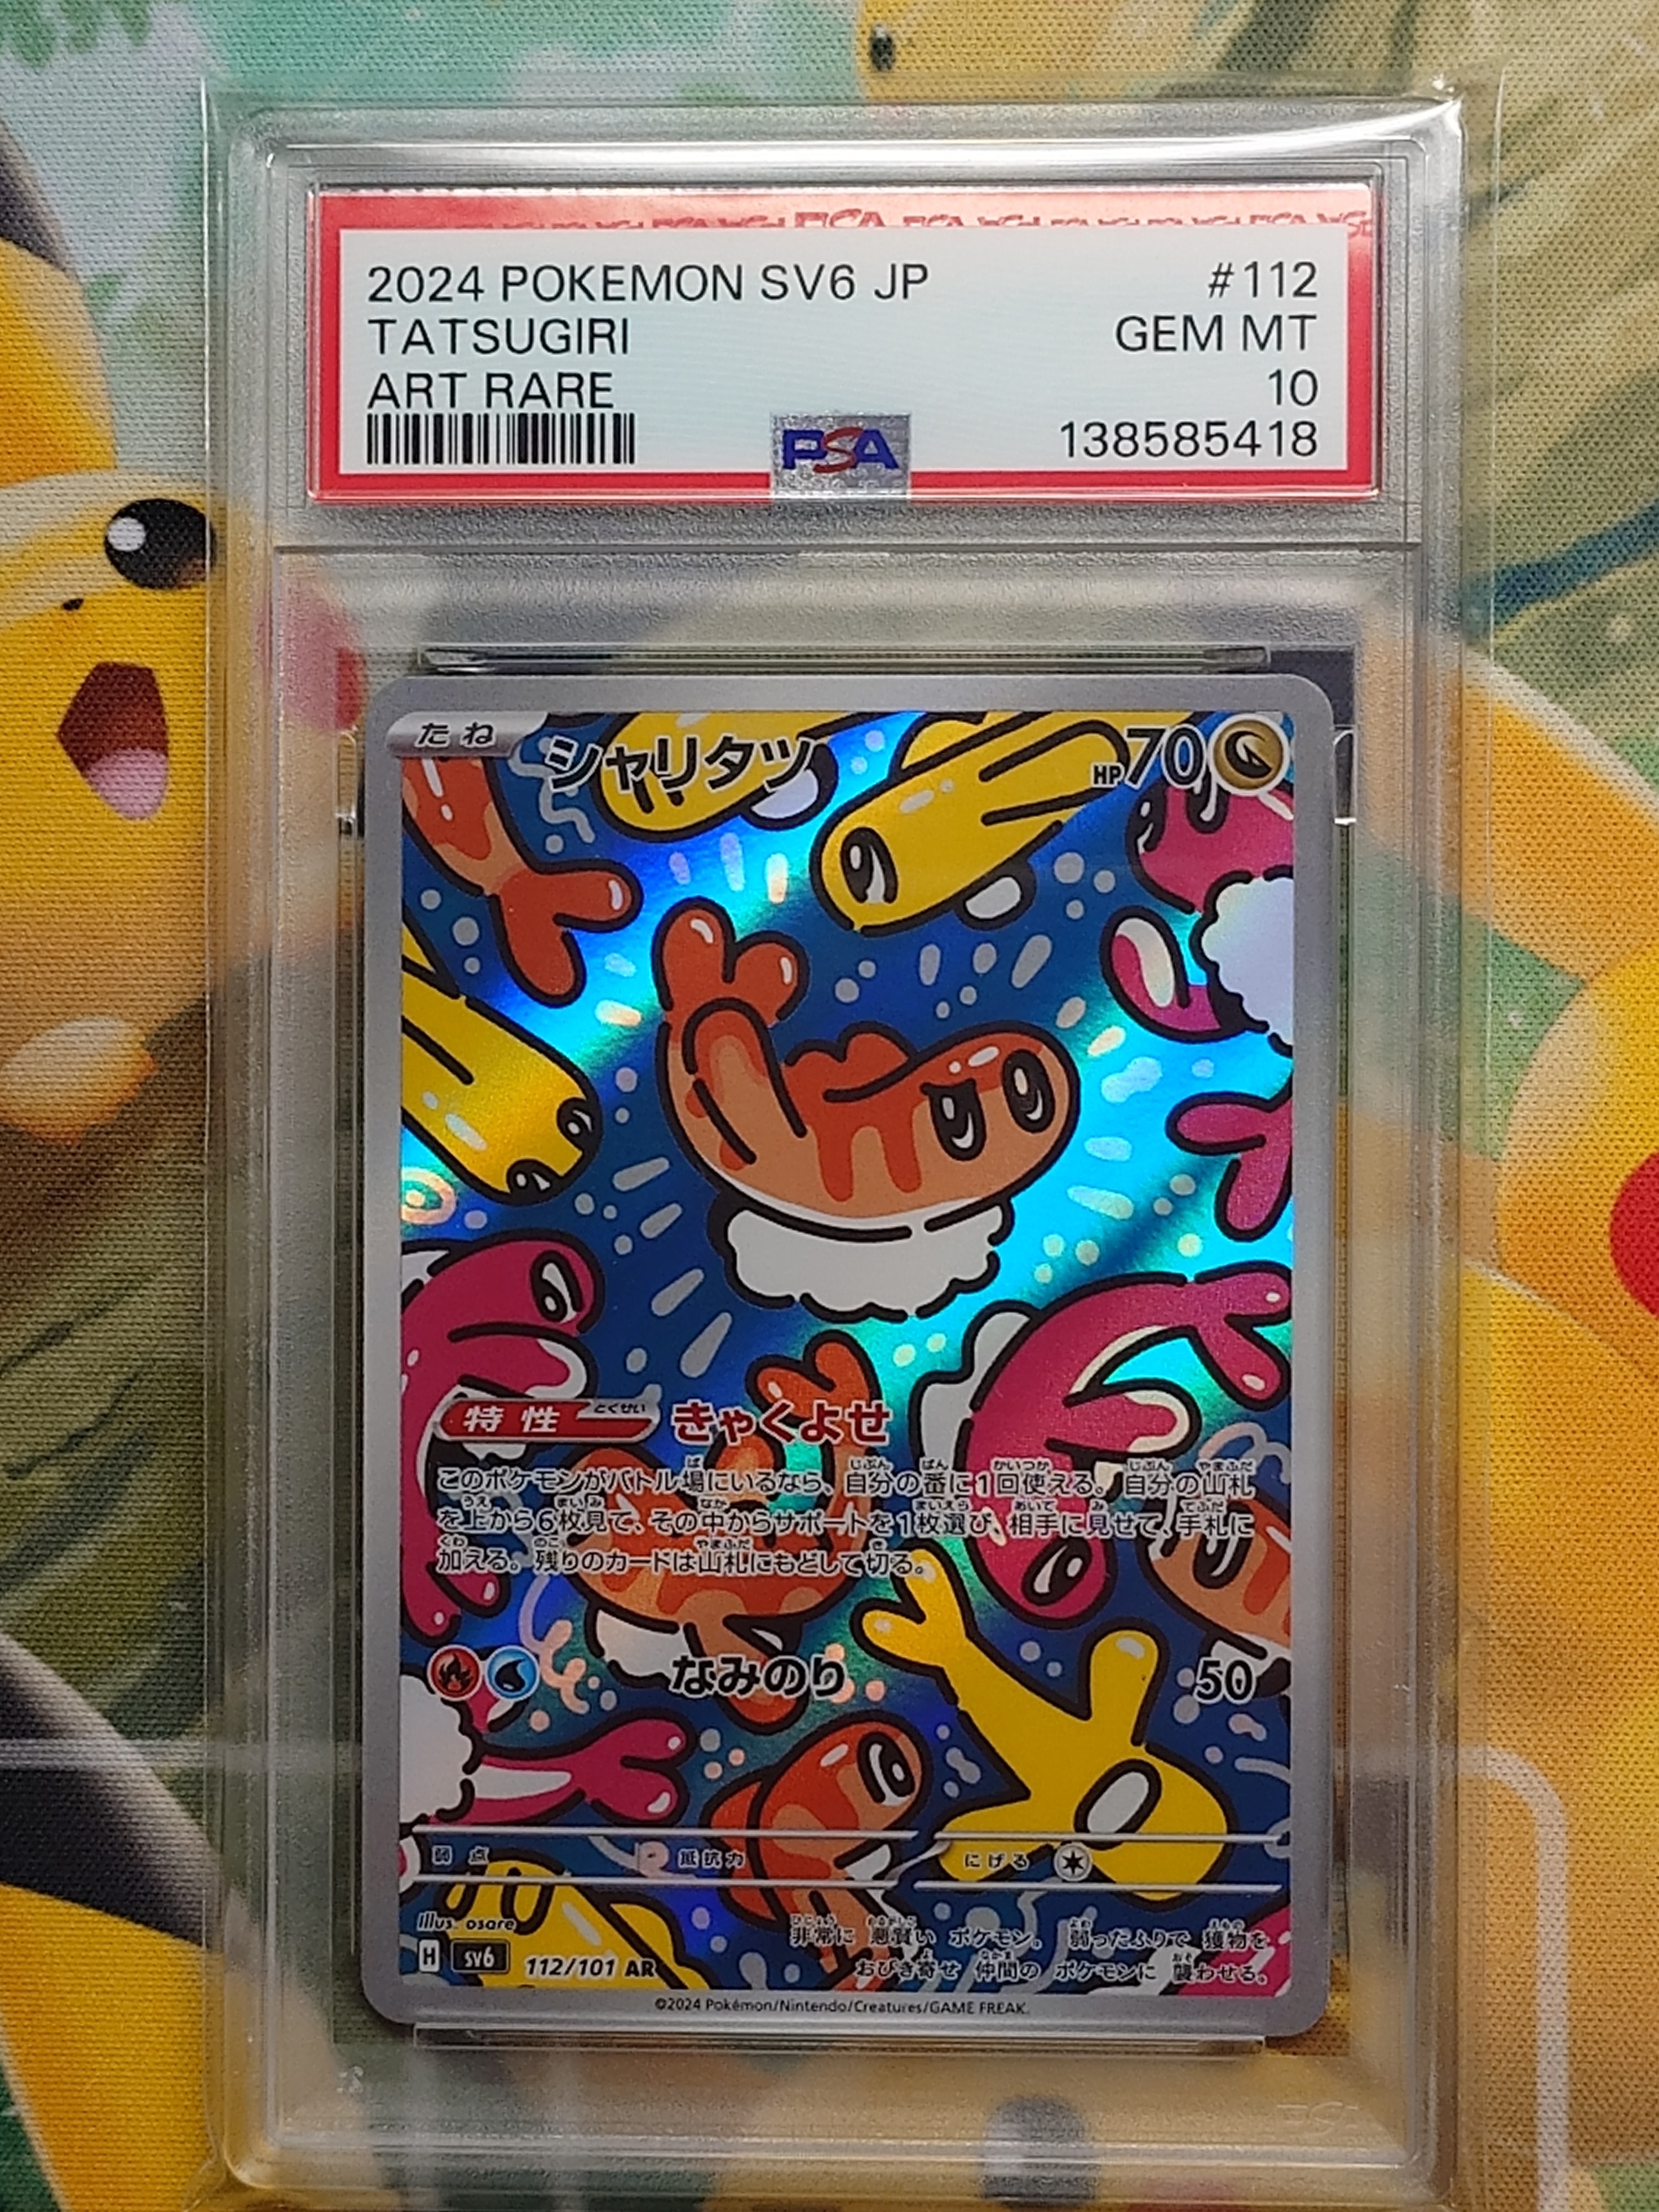 2024 POKEMON SV6 JP #112
TATSUGIRI GEM MT
ART RARE 10
PSA 138585418
たね シャリタツ HP70
特性 とくせい きゃくよせ
このポケモンがバトル場にいるなら、自分の番に1回使える。自分の山札
を上から6枚見て、その中からサポートを1枚選び、相手に見せて、手札に
加える。残りのカードは山札にもどして切る。
なみのり 50
弱点 抵抗力 にげる
Illus. osare
非常に 悪賢い ポケモン。 弱ったふりで 獲物を
H SV6 112/101 AR おびき寄せ 仲間の ポケモンに 襲わせる。
©2024 Pokémon/Nintendo/Creatures/GAME FREAK.